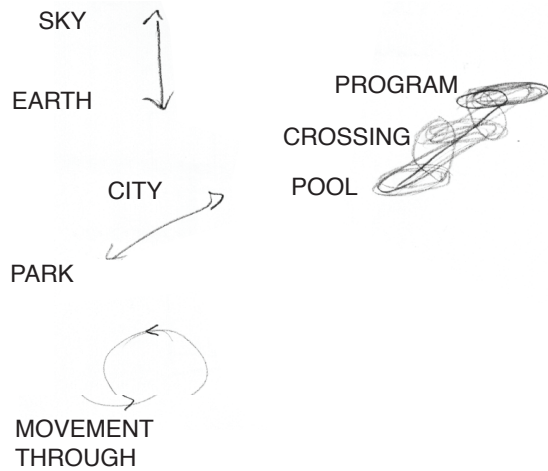 SKY
EARTH
CITY
PARK
MOVEMENT
THROUGH
PROGRAM
CROSSING
POOL